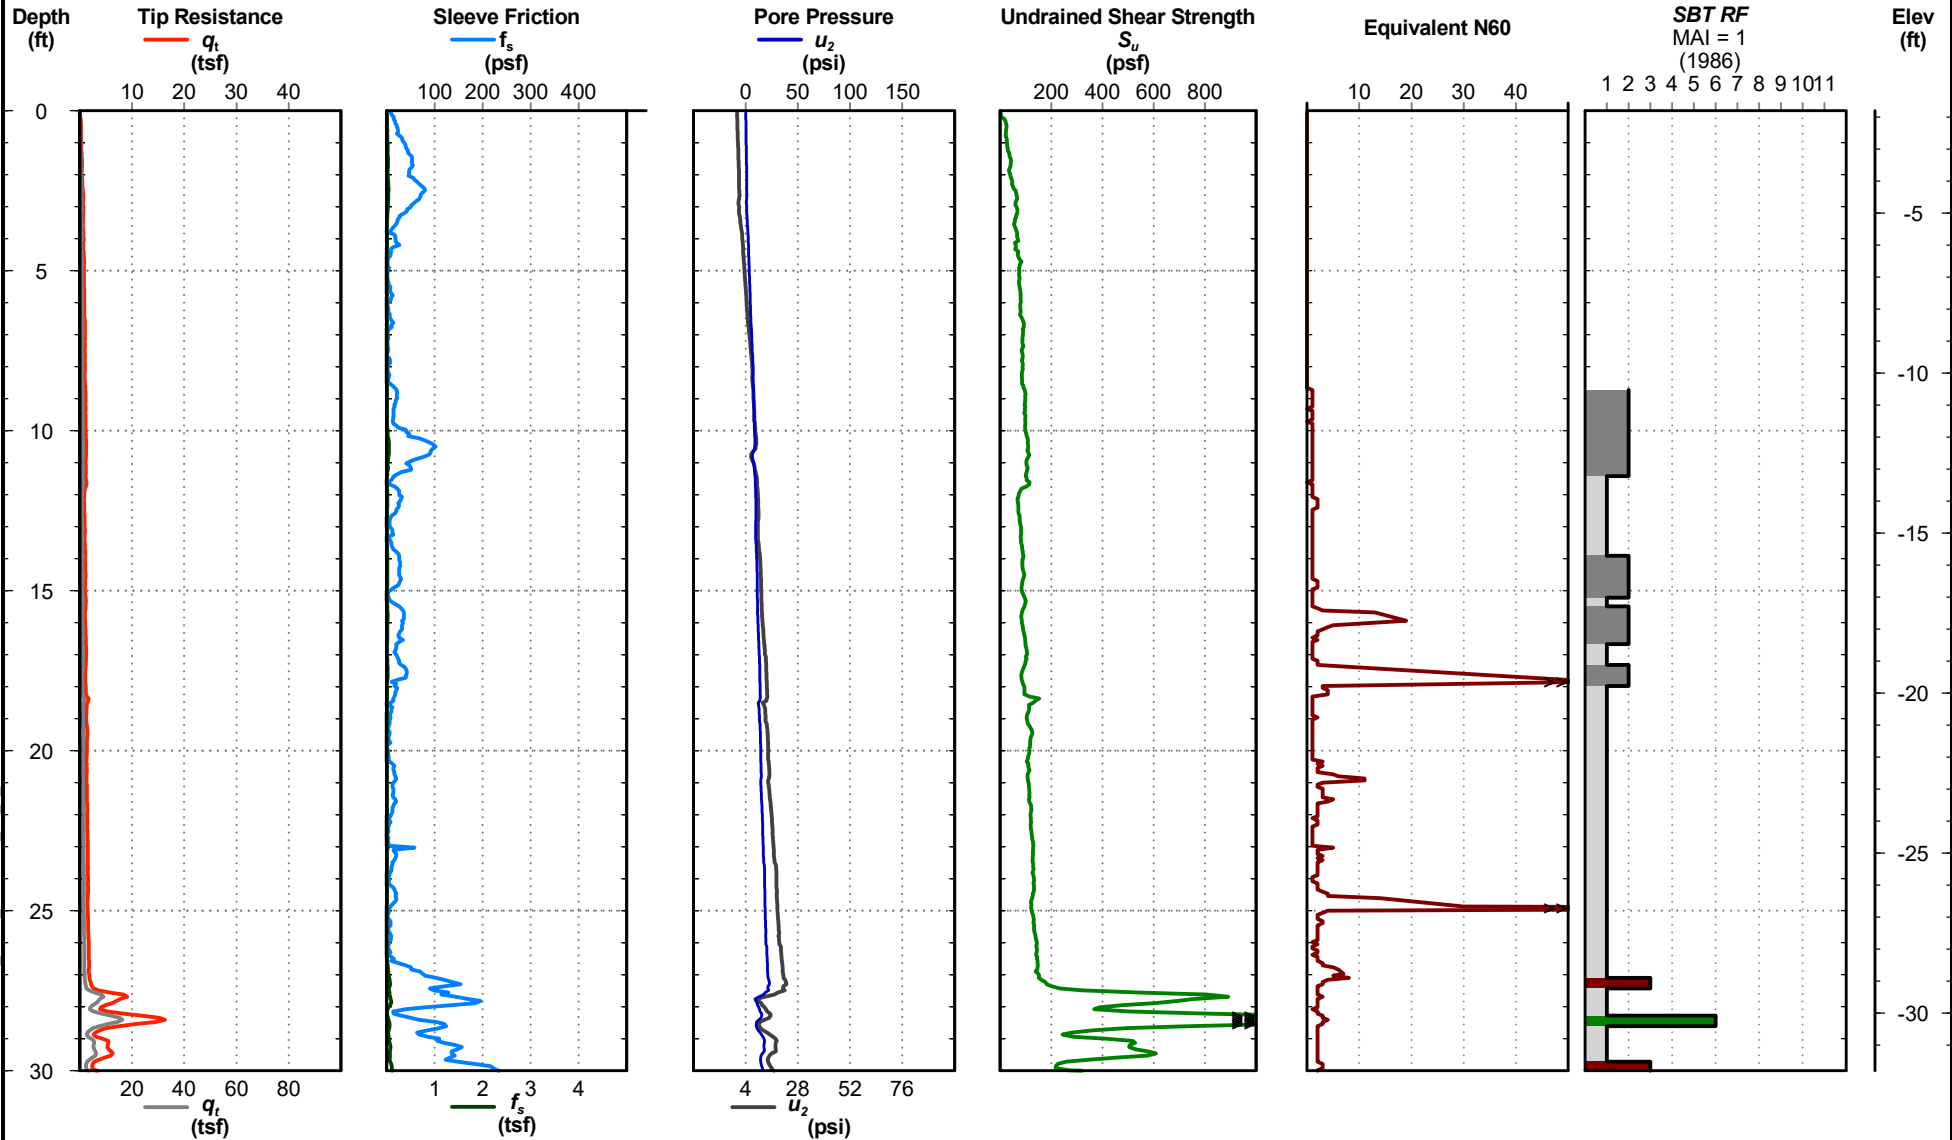 Depth
(ft)
Tip Resistance
qt
(tsf)
10 20 30 40
Sleeve Friction
fs
(psf)
100 200 300 400
Pore Pressure
u2
(psi)
0 50 100 150
Undrained Shear Strength
Su
(psf)
200 400 600 800
Equivalent N60
10 20 30 40
SBT RF
MAI = 1
(1986)
1 2 3 4 5 6 7 8 9 10 11
Elev
(ft)
0
5
10
15
20
25
30
-5
-10
-15
-20
-25
-30
20 40 60 80
qt
(tsf)
1 2 3 4
fs
(tsf)
4 28 52 76
u2
(psi)